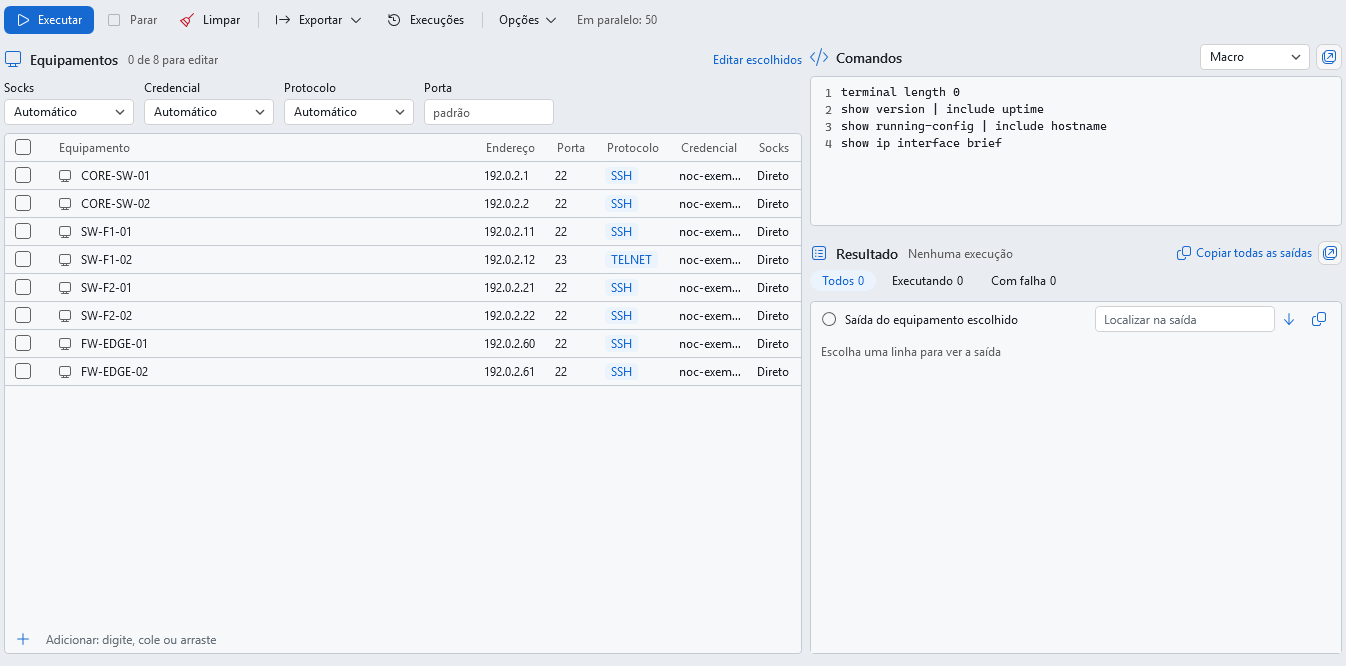 Executar Parar Limpar Exportar Execuções Opções Em paralelo: 50
Equipamentos 0 de 8 para editar Editar escolhidos
Socks Credencial Protocolo Porta
Automático Automático Automático padrão
Equipamento Endereço Porta Protocolo Credencial Socks
CORE-SW-01 192.0.2.1 22 SSH noc-exem... Direto
CORE-SW-02 192.0.2.2 22 SSH noc-exem... Direto
SW-F1-01 192.0.2.11 22 SSH noc-exem... Direto
SW-F1-02 192.0.2.12 23 TELNET noc-exem... Direto
SW-F2-01 192.0.2.21 22 SSH noc-exem... Direto
SW-F2-02 192.0.2.22 22 SSH noc-exem... Direto
FW-EDGE-01 192.0.2.60 22 SSH noc-exem... Direto
FW-EDGE-02 192.0.2.61 22 SSH noc-exem... Direto
Adicionar: digite, cole ou arraste
Comandos Macro
1 terminal length 0
2 show version | include uptime
3 show running-config | include hostname
4 show ip interface brief
Resultado Nenhuma execução Copiar todas as saídas
Todos 0 Executando 0 Com falha 0
Saída do equipamento escolhido Localizar na saída
Escolha uma linha para ver a saída